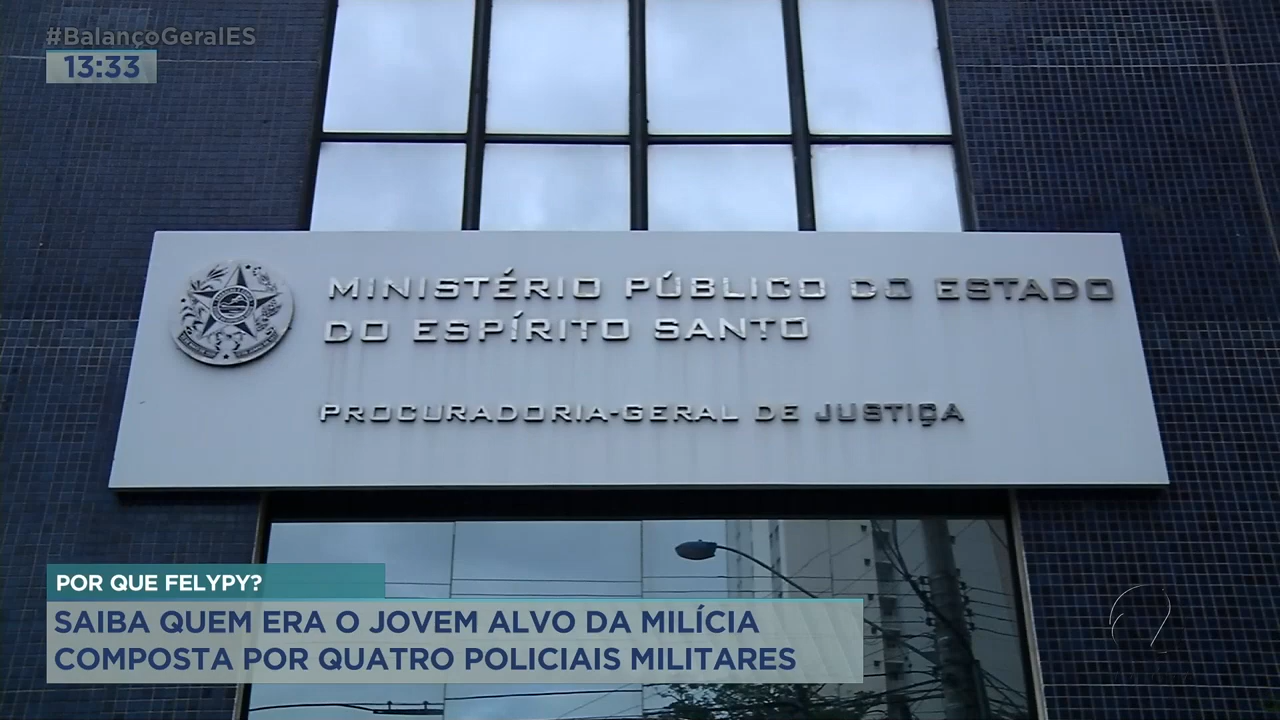 #BalançoGeralES
13:33
MINISTÉRIO PÚBLICO DO ESTADO
DO ESPÍRITO SANTO
PROCURADORIA-GERAL DE JUSTIÇA
POR QUE FELYPY?
SAIBA QUEM ERA O JOVEM ALVO DA MILÍCIA
COMPOSTA POR QUATRO POLICIAIS MILITARES